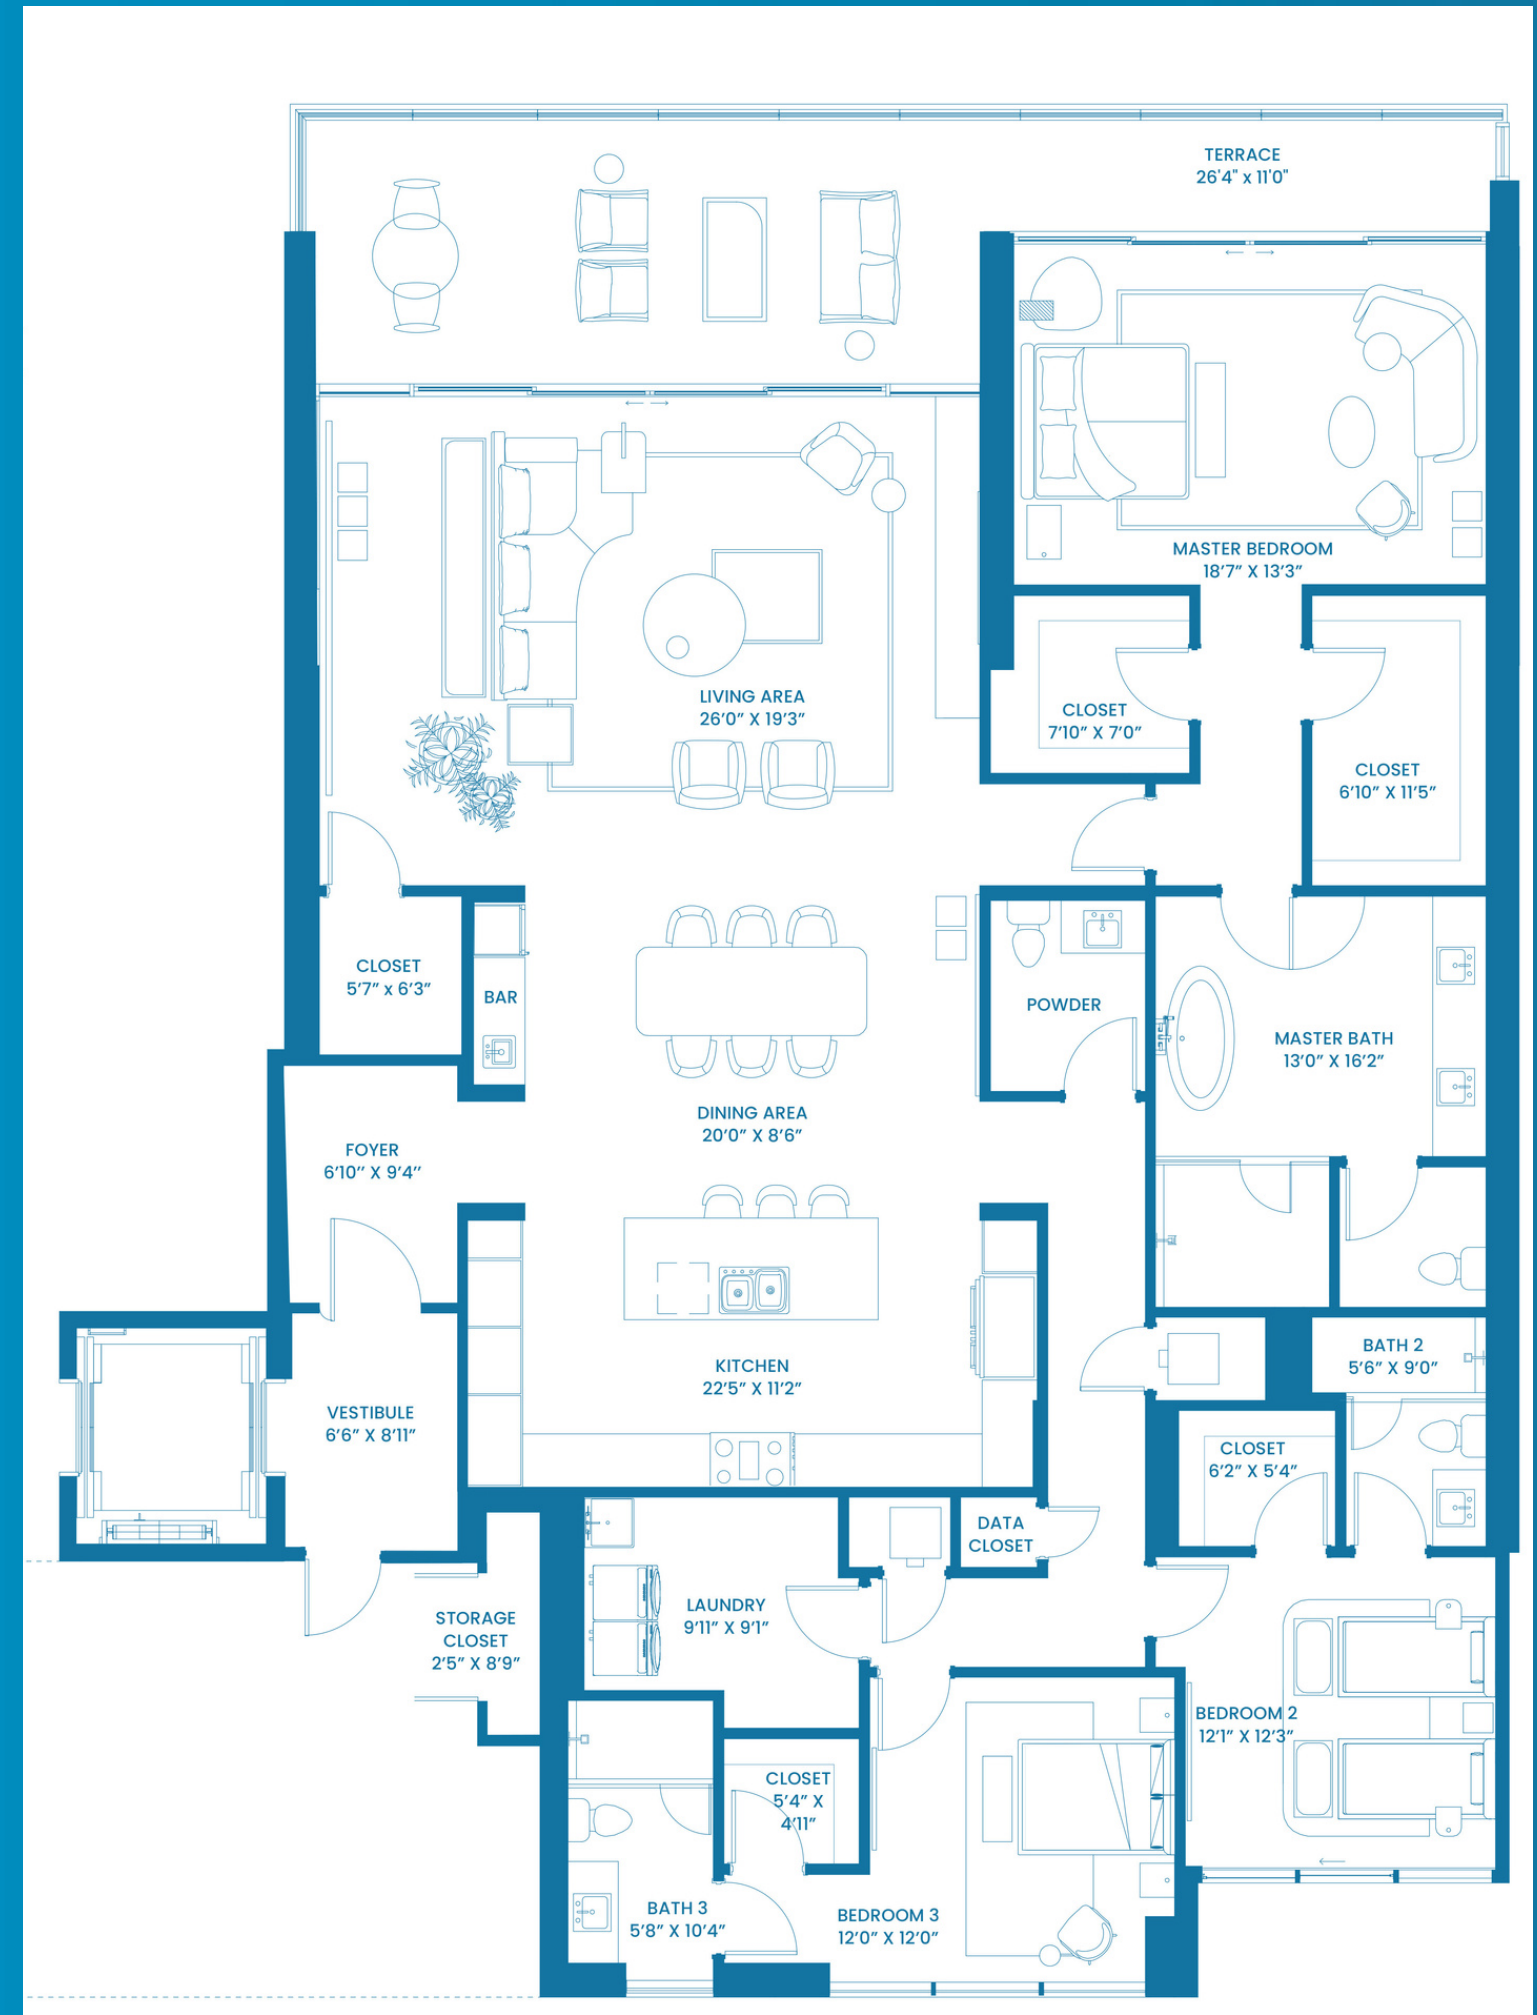 TERRACE
26'4" x 11'0"
MASTER BEDROOM
18’7” X 13’3”
LIVING AREA
26’0” X 19’3”
CLOSET
7’10” X 7’0”
CLOSET
6’10” X 11’5”
CLOSET
5’7” x 6’3”
BAR
POWDER
MASTER BATH
13’0” X 16’2”
DINING AREA
20’0” X 8’6”
FOYER
6’10’’ X 9’4’’
KITCHEN
22’5” X 11’2”
BATH 2
5’6” X 9’0”
VESTIBULE
6’6” X 8’11”
CLOSET
6’2” X 5’4”
DATA
CLOSET
LAUNDRY
9’11” X 9’1”
STORAGE
CLOSET
2’5” X 8’9”
BEDROOM 2
12’1” X 12’3”
CLOSET
5’4” X
4’11”
BATH 3
5’8” X 10’4”
BEDROOM 3
12’0” X 12’0”